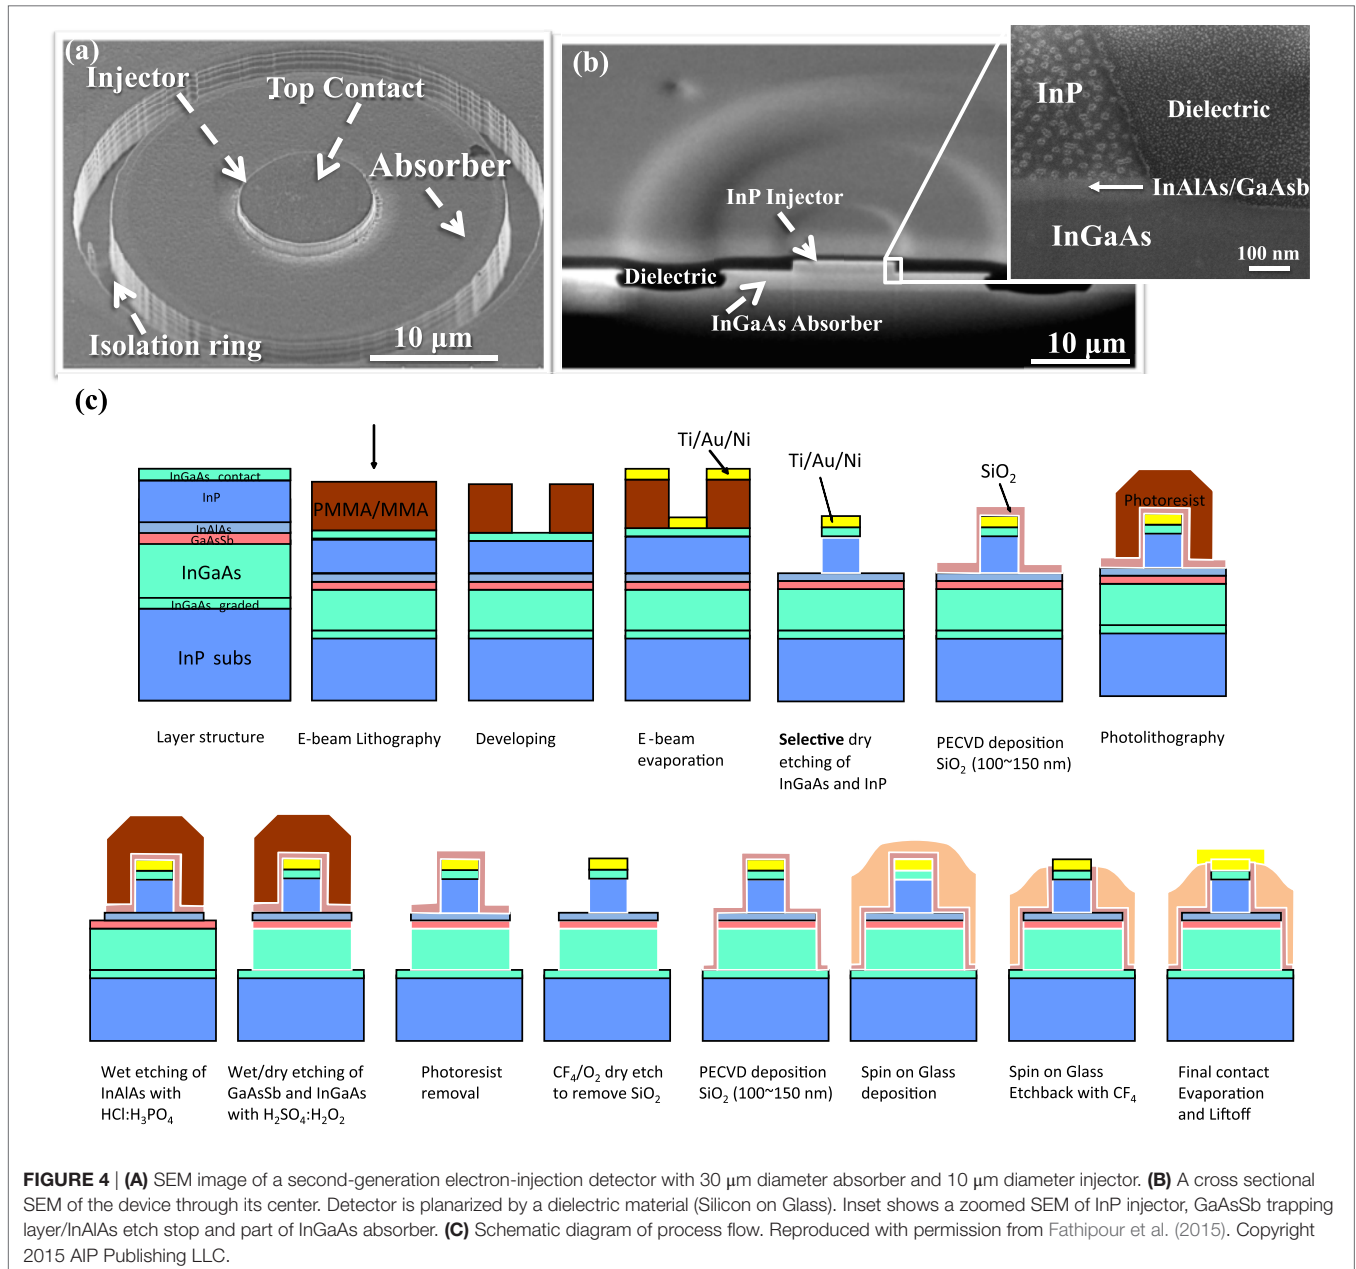 (a)
Injector
Top Contact
Absorber
Isolation ring
10 μm
(b)
InP Injector
Dielectric
InGaAs Absorber
10 μm
InP
Dielectric
InAlAs/GaAsb
InGaAs
100 nm
(c)
InGaAs contact
InP
InAlAs
GaAsSb
InGaAs
InGaAs graded
InP subs
PMMA/MMA
Ti/Au/Ni
Ti/Au/Ni
SiO2
Photoresist
Layer structure
E-beam Lithography
Developing
E-beam
evaporation
Selective dry
etching of
InGaAs and InP
PECVD deposition
SiO2 (100~150 nm)
Photolithography
Wet etching of
InAlAs with
HCl:H3PO4
Wet/dry etching of
GaAsSb and InGaAs
with H2SO4:H2O2
Photoresist
removal
CF4/O2 dry etch
to remove SiO2
PECVD deposition
SiO2 (100~150 nm)
Spin on Glass
deposition
Spin on Glass
Etchback with CF4
Final contact
Evaporation
and Liftoff
FIGURE 4 | (A) SEM image of a second-generation electron-injection detector with 30 μm diameter absorber and 10 μm diameter injector. (B) A cross sectional
SEM of the device through its center. Detector is planarized by a dielectric material (Silicon on Glass). Inset shows a zoomed SEM of InP injector, GaAsSb trapping
layer/InAlAs etch stop and part of InGaAs absorber. (C) Schematic diagram of process flow. Reproduced with permission from Fathipour et al. (2015). Copyright
2015 AIP Publishing LLC.